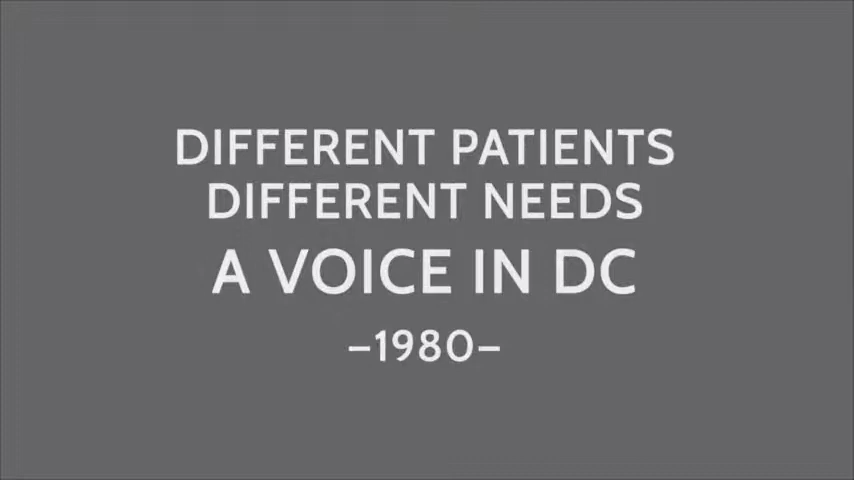 DIFFERENT PATIENTS
DIFFERENT NEEDS
A VOICE IN DC
–1980–